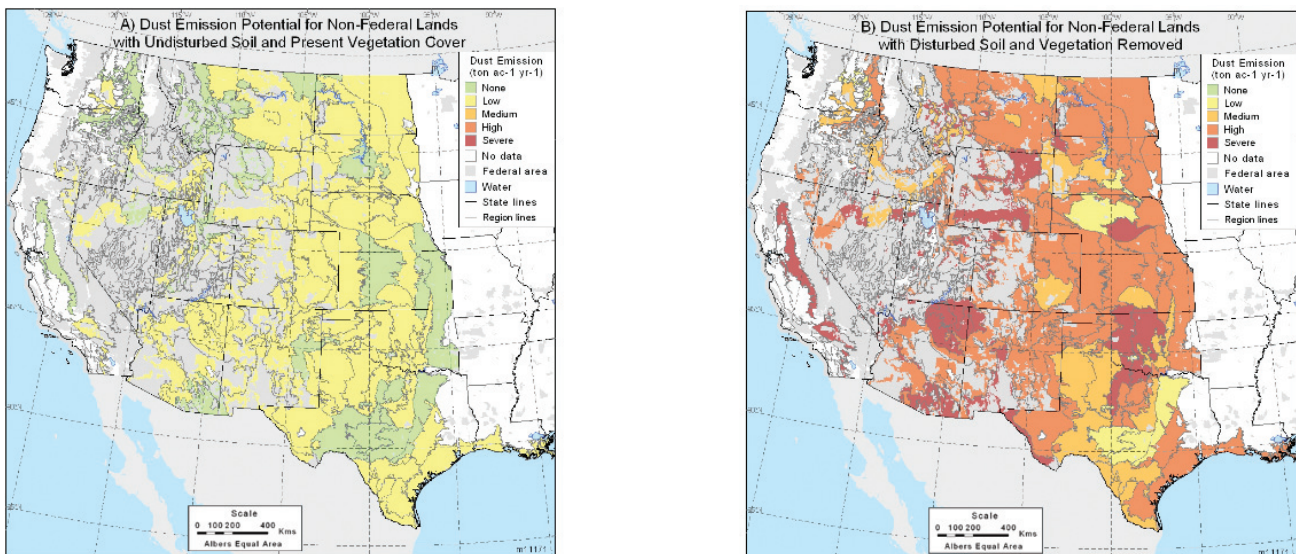 A) Dust Emission Potential for Non-Federal Lands
with Undisturbed Soil and Present Vegetation Cover
Dust Emission
(ton ac-1 yr-1)
None
Low
Medium
High
Severe
No data
Federal area
Water
State lines
Region lines
Scale
0 100 200 400
Kms
Albers Equal Area
B) Dust Emission Potential for Non-Federal Lands
with Disturbed Soil and Vegetation Removed
Dust Emission
(ton ac-1 yr-1)
None
Low
Medium
High
Severe
No data
Federal area
Water
State lines
Region lines
Scale
0 100 200 400
Kms
Albers Equal Area